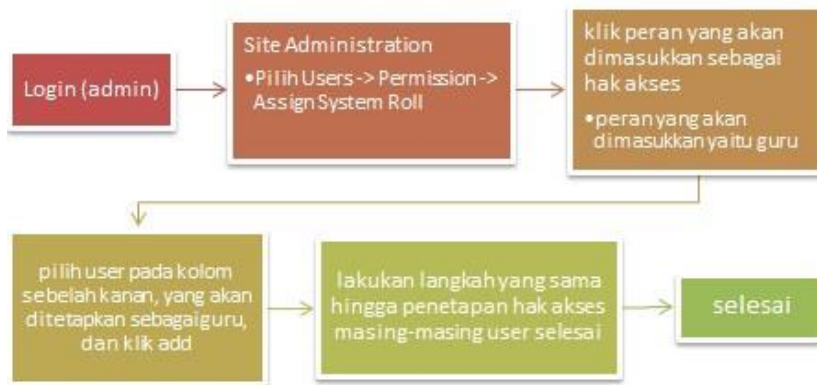 Login (admin)
Site Administration
•Pilih Users -> Permission ->
Assign System Roll
klik peran yang akan
dimasukkan sebagai
hak akses
•peran yang akan
dimasukkan yaitu guru
pilih user pada kolom
sebelah kanan, yang akan
ditetapkan sebagaiguru,
dan klik add
lakukan langkah yang sama
hingga penetapan hak akses
masing-masing user selesai
selesai